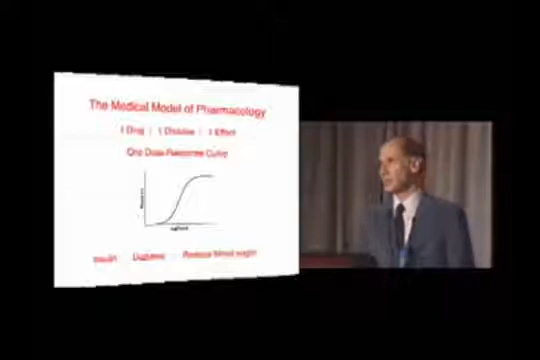 The Medical Model of Pharmacology
1 Drug 1 Disease 1 Effect
One Dose-Response Curve
Insulin Diabetes Reduce blood sugar